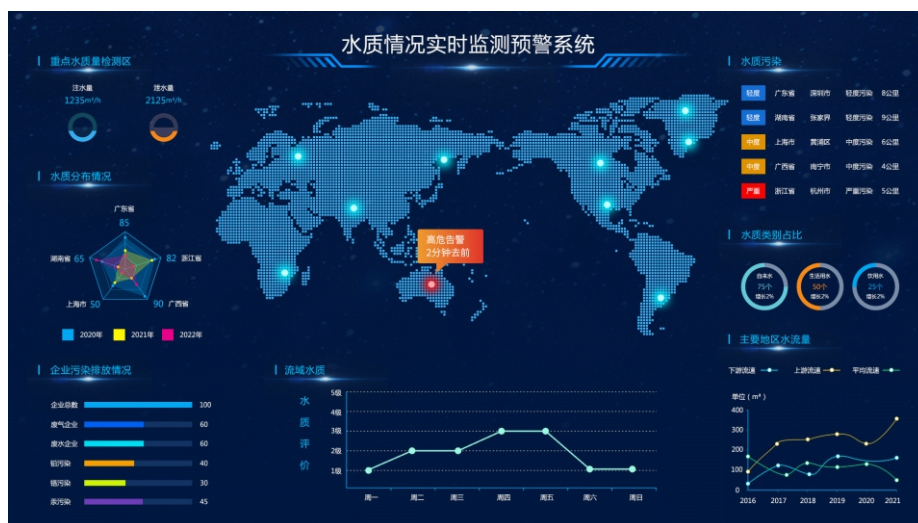 水质情况实时监测预警系统
重点水质量检测区
注水量
泄水量
1235m³/h
2125m³/h
水质分布情况
广东省
85
湖南省 65
82 浙江省
上海市 50
90 广西省
2020年
2021年
2022年
企业污染排放情况
企业总数 100
废气企业 60
废水企业 60
铅污染 40
镉污染 30
汞污染 45
高危告警
2分钟去前
流域水质
水质评价
5级
4级
3级
2级
1级
周一 周二 周三 周四 周五 周六 周日
水质污染
轻度 广东省 深圳市 轻度污染 8公里
轻度 湖南省 张家界 轻度污染 9公里
中度 上海市 黄浦区 中度污染 6公里
中度 广西省 南宁市 中度污染 4公里
严重 浙江省 杭州市 严重污染 5公里
水质类别占比
自来水
75个
增长2%
生活用水
50个
增长2%
饮用水
25个
增长2%
主要地区水流量
下游流速 上游流速 平均流速
单位（m³）
400
300
200
100
0
2016 2017 2018 2019 2020 2021